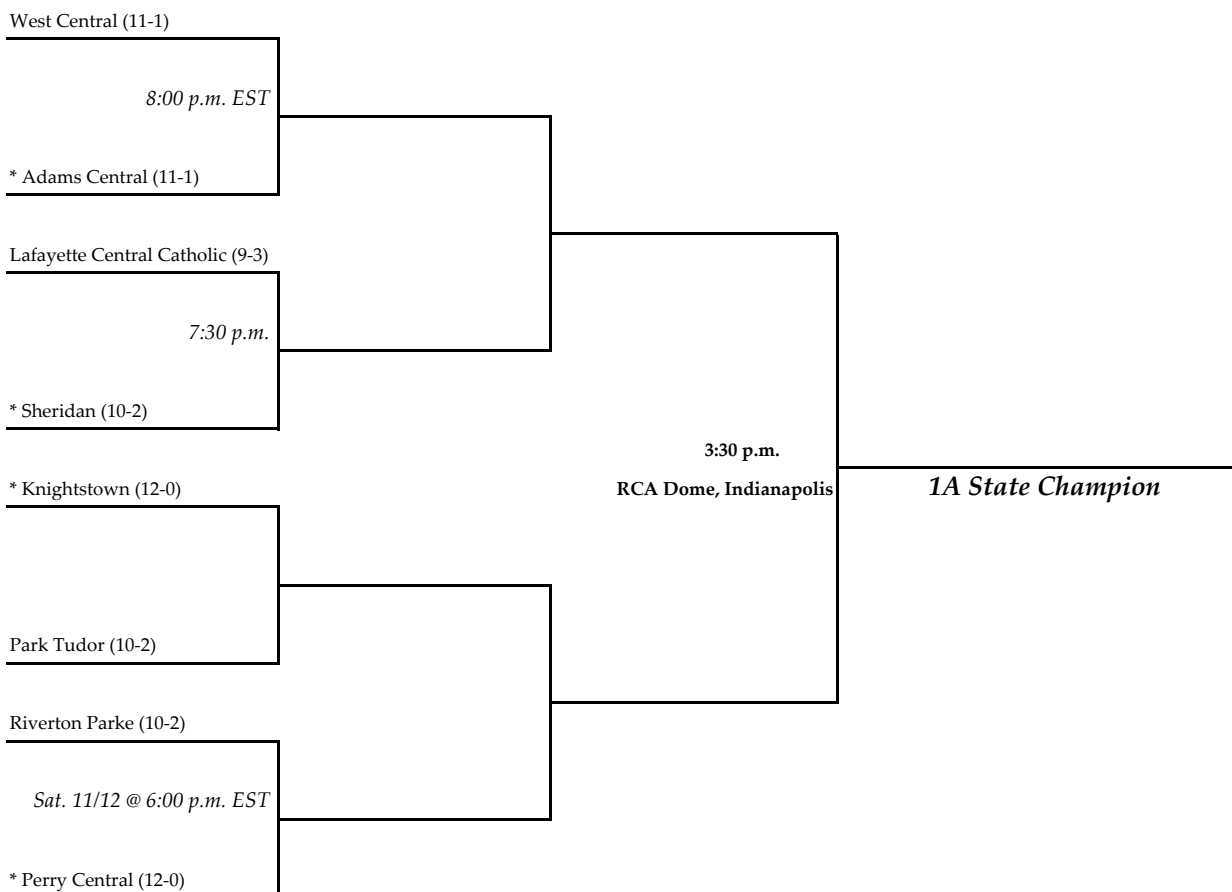 West Central (11-1)
8:00 p.m. EST
* Adams Central (11-1)
Lafayette Central Catholic (9-3)
7:30 p.m.
* Sheridan (10-2)
3:30 p.m.
* Knightstown (12-0)
RCA Dome, Indianapolis
1A State Champion
Park Tudor (10-2)
Riverton Parke (10-2)
Sat. 11/12 @ 6:00 p.m. EST
* Perry Central (12-0)